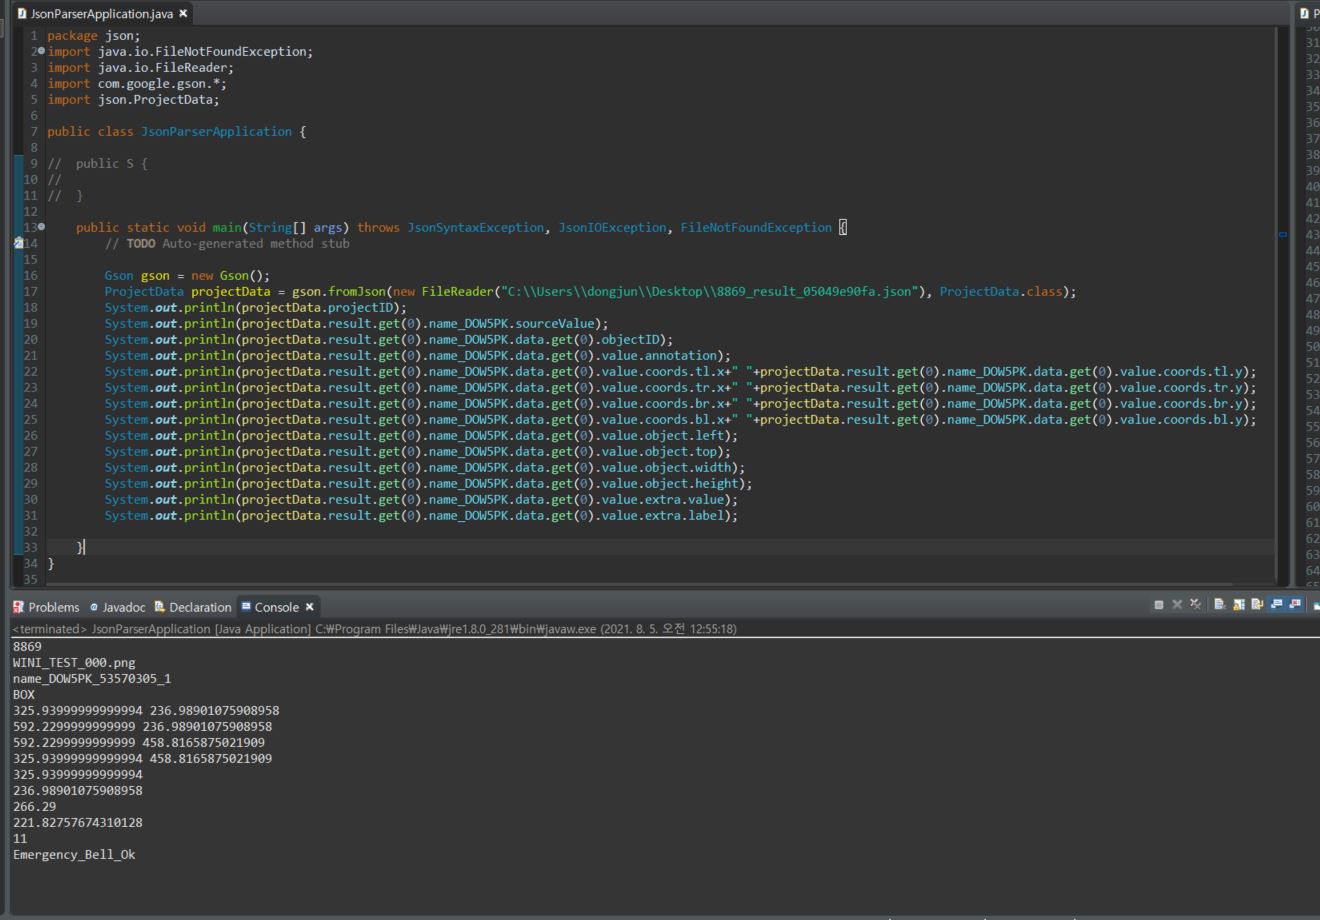 JsonParserApplication.java
1 package json;
2 import java.io.FileNotFoundException;
3 import java.io.FileReader;
4 import com.google.gson.*;
5 import json.ProjectData;
6
7 public class JsonParserApplication {
8
9 //  public S {
10 //
11 //  }
12
13     public static void main(String[] args) throws JsonSyntaxException, JsonIOException, FileNotFoundException {
14         // TODO Auto-generated method stub
15
16         Gson gson = new Gson();
17         ProjectData projectData = gson.fromJson(new FileReader("C:\\Users\\dongjun\\Desktop\\8869_result_05049e90fa.json"), ProjectData.class);
18         System.out.println(projectData.projectID);
19         System.out.println(projectData.result.get(0).name_DOW5PK.sourceValue);
20         System.out.println(projectData.result.get(0).name_DOW5PK.data.get(0).objectID);
21         System.out.println(projectData.result.get(0).name_DOW5PK.data.get(0).value.annotation);
22         System.out.println(projectData.result.get(0).name_DOW5PK.data.get(0).value.coords.tl.x+" "+projectData.result.get(0).name_DOW5PK.data.get(0).value.coords.tl.y);
23         System.out.println(projectData.result.get(0).name_DOW5PK.data.get(0).value.coords.tr.x+" "+projectData.result.get(0).name_DOW5PK.data.get(0).value.coords.tr.y);
24         System.out.println(projectData.result.get(0).name_DOW5PK.data.get(0).value.coords.br.x+" "+projectData.result.get(0).name_DOW5PK.data.get(0).value.coords.br.y);
25         System.out.println(projectData.result.get(0).name_DOW5PK.data.get(0).value.coords.bl.x+" "+projectData.result.get(0).name_DOW5PK.data.get(0).value.coords.bl.y);
26         System.out.println(projectData.result.get(0).name_DOW5PK.data.get(0).value.object.left);
27         System.out.println(projectData.result.get(0).name_DOW5PK.data.get(0).value.object.top);
28         System.out.println(projectData.result.get(0).name_DOW5PK.data.get(0).value.object.width);
29         System.out.println(projectData.result.get(0).name_DOW5PK.data.get(0).value.object.height);
30         System.out.println(projectData.result.get(0).name_DOW5PK.data.get(0).value.extra.value);
31         System.out.println(projectData.result.get(0).name_DOW5PK.data.get(0).value.extra.label);
32
33     }
34 }
35
Problems Javadoc Declaration Console
<terminated> JsonParserApplication [Java Application] C:₩Program Files₩Java₩jre1.8.0_281₩bin₩javaw.exe (2021. 8. 5. 오전 12:55:18)
8869
WINI_TEST_000.png
name_DOW5PK_53570305_1
BOX
325.93999999999994 236.98901075908958
592.2299999999999 236.98901075908958
592.2299999999999 458.8165875021909
325.93999999999994 458.8165875021909
325.93999999999994
236.98901075908958
266.29
221.82757674310128
11
Emergency_Bell_Ok